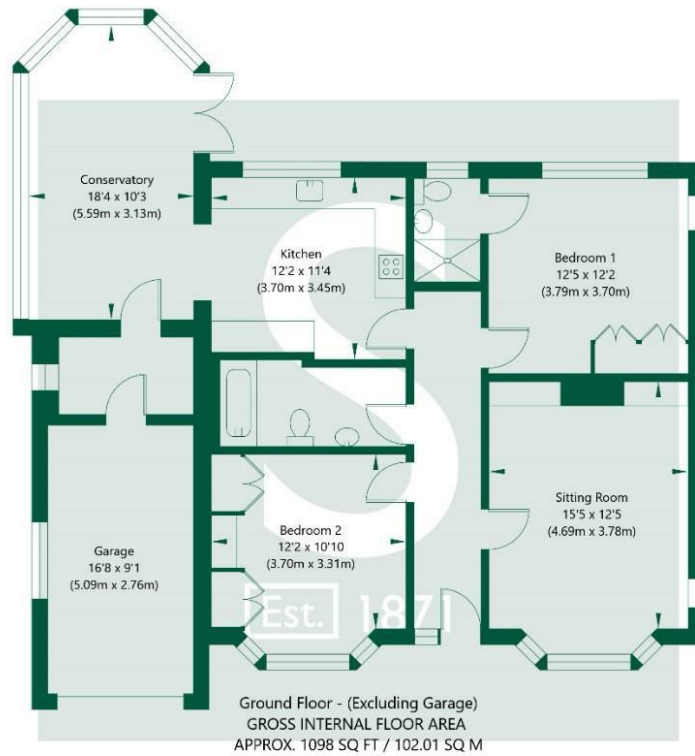 Conservatory
18'4 x 10'3
(5.59m x 3.13m)
Kitchen
12'2 x 11'4
(3.70m x 3.45m)
Bedroom 1
12'5 x 12'2
(3.79m x 3.70m)
Sitting Room
15'5 x 12'5
(4.69m x 3.78m)
Bedroom 2
12'2 x 10'10
(3.70m x 3.31m)
Garage
16'8 x 9'1
(5.09m x 2.76m)
S
Est. 1871
Ground Floor - (Excluding Garage)
GROSS INTERNAL FLOOR AREA
APPROX. 1098 SQ FT / 102.01 SQ M